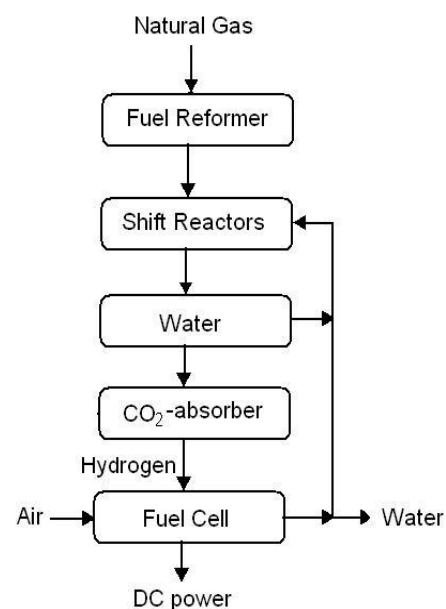 Natural Gas
Fuel Reformer
Shift Reactors
Water
CO₂-absorber
Hydrogen
Air
Fuel Cell
Water
DC power